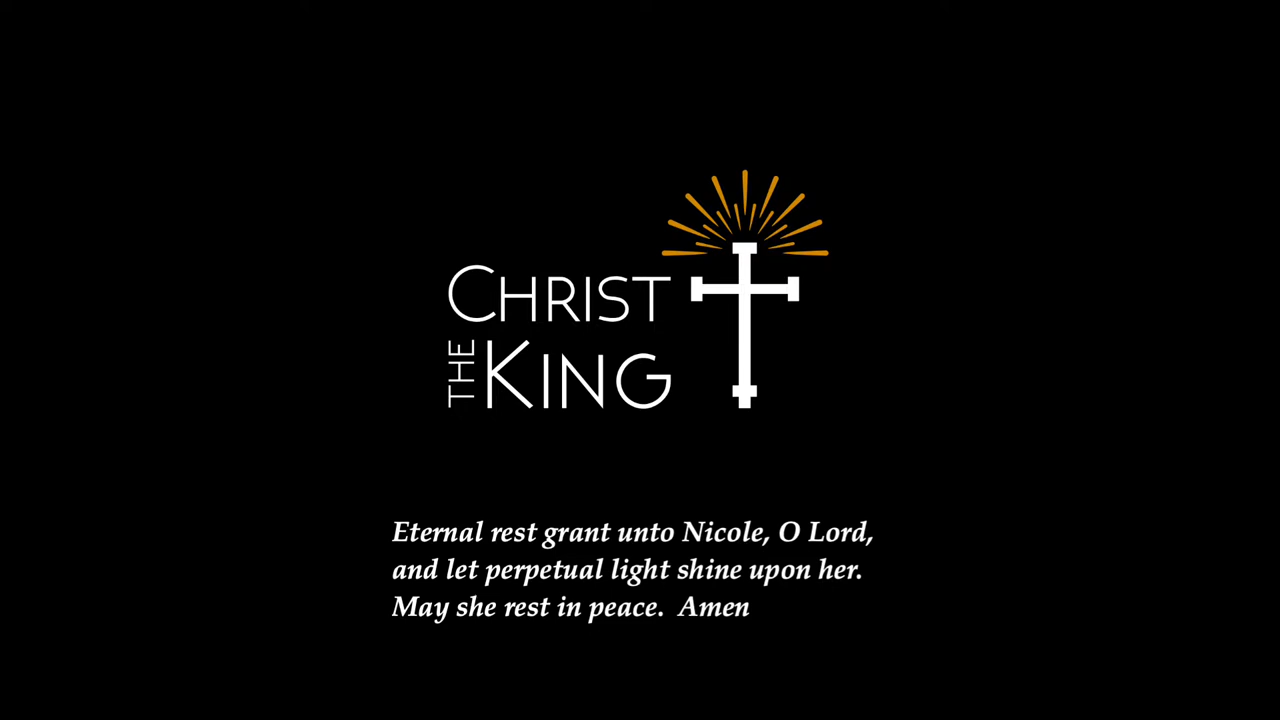 Christ
the King
Eternal rest grant unto Nicole, O Lord,
and let perpetual light shine upon her.
May she rest in peace.  Amen